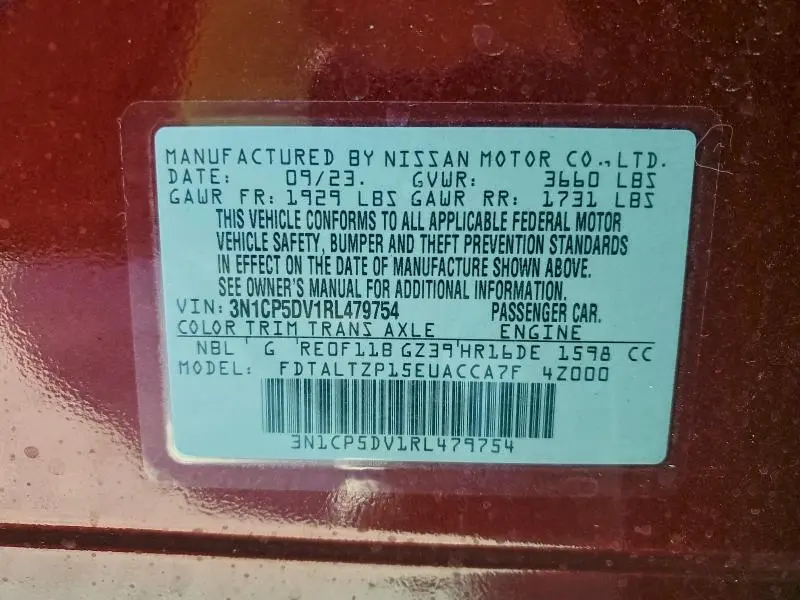 MANUFACTURED BY NISSAN MOTOR CO.,LTD.
DATE: 09/23. GVWR: 3660 LBS
GAWR FR: 1929 LBS GAWR RR: 1731 LBS
THIS VEHICLE CONFORMS TO ALL APPLICABLE FEDERAL MOTOR
VEHICLE SAFETY, BUMPER AND THEFT PREVENTION STANDARDS
IN EFFECT ON THE DATE OF MANUFACTURE SHOWN ABOVE.
SEE OWNER'S MANUAL FOR ADDITIONAL INFORMATION.
VIN: 3N1CP5DV1RL479754 PASSENGER CAR.
COLOR TRIM TRANS AXLE ENGINE
NBL G RE0F11B GZ39 HR16DE 1598 CC
MODEL: FDTALTZP15EUACCA7F 4Z000
3N1CP5DV1RL479754